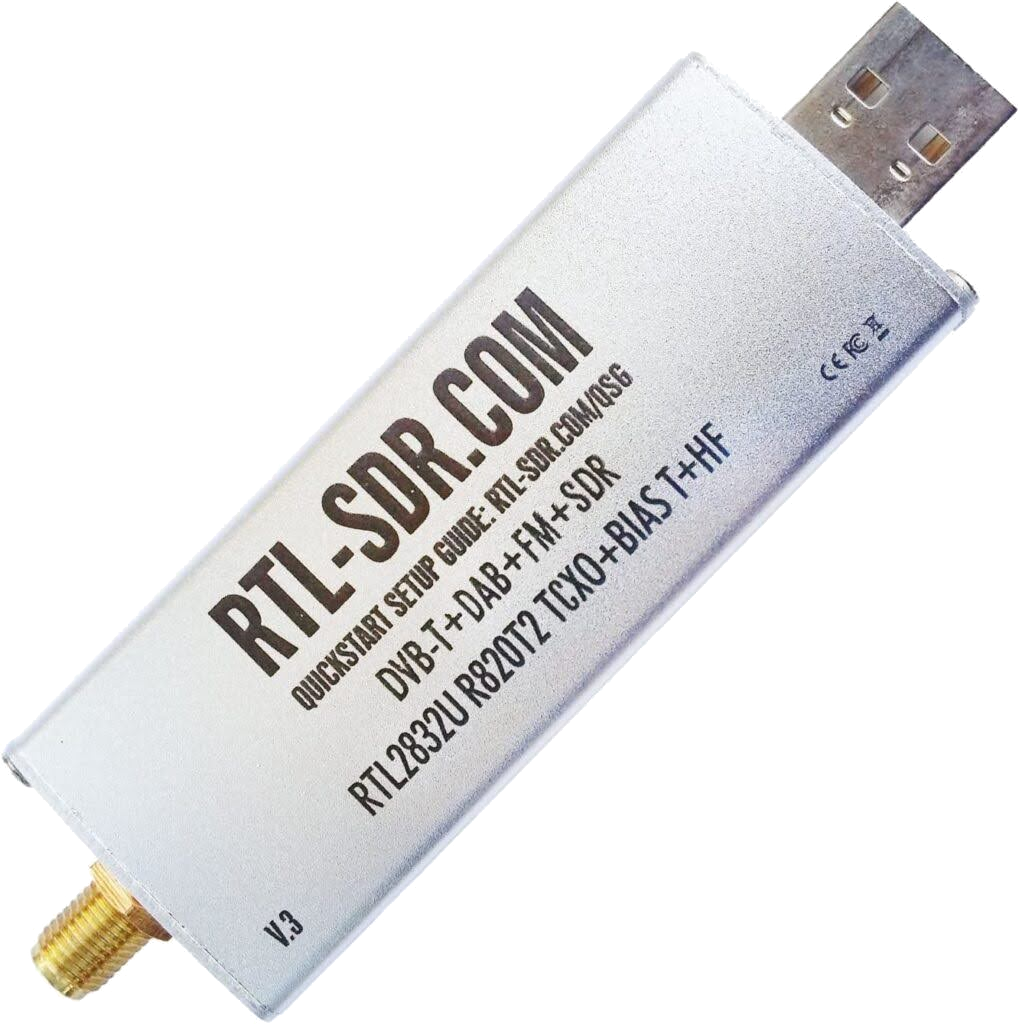 RTL-SDR.COM
QUICKSTART SETUP GUIDE: RTL-SDR.COM/QSG
DVB-T+DAB+FM+SDR
RTL2832U R820T2 TCXO+BIAS T+HF
CE FC
V.3